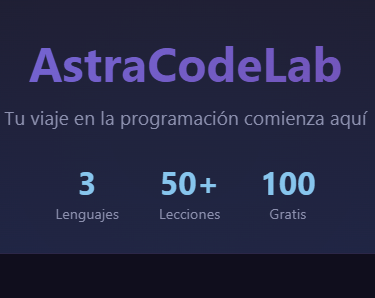 AstraCodeLab
Tu viaje en la programación comienza aquí
3 50+ 100
Lenguajes Lecciones Gratis